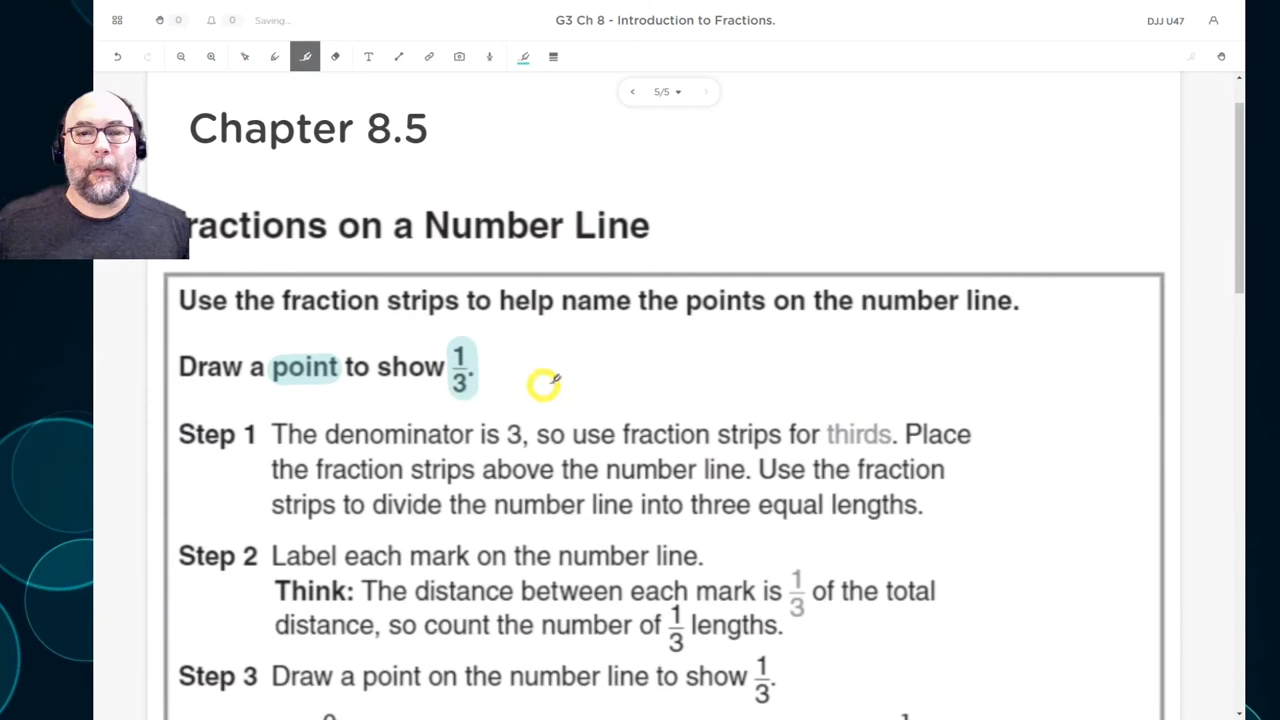 0
0
Saving...
G3 Ch 8 - Introduction to Fractions.
DJJ U47
5/5
Chapter 8.5
ractions on a Number Line
Use the fraction strips to help name the points on the number line.
Draw a point to show 1/3.
Step 1 The denominator is 3, so use fraction strips for thirds. Place
the fraction strips above the number line. Use the fraction
strips to divide the number line into three equal lengths.
Step 2 Label each mark on the number line.
Think: The distance between each mark is 1/3 of the total
distance, so count the number of 1/3 lengths.
Step 3 Draw a point on the number line to show 1/3.